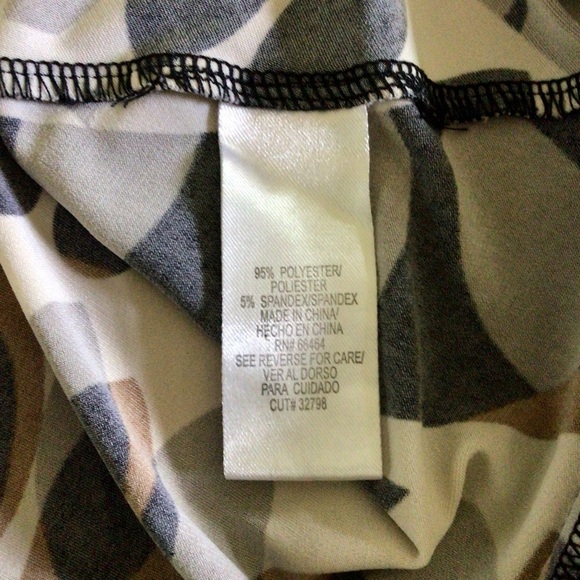 95% POLYESTER/
POLIESTER
5% SPANDEX/SPANDEX
MADE IN CHINA/
HECHO EN CHINA
RN# 66464
SEE REVERSE FOR CARE/
VER AL DORSO
PARA CUIDADO
CUT# 32798